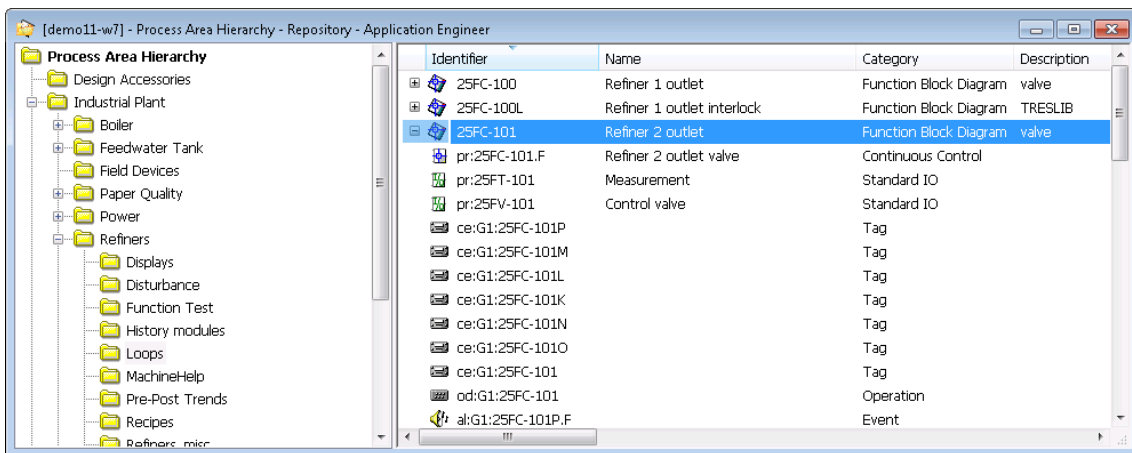 [demo11-w7] - Process Area Hierarchy - Repository - Application Engineer
Process Area Hierarchy
Design Accessories
Industrial Plant
Boiler
Feedwater Tank
Field Devices
Paper Quality
Power
Refiners
Displays
Disturbance
Function Test
History modules
Loops
MachineHelp
Pre-Post Trends
Recipes
Refiners_misc
Identifier Name Category Description
25FC-100 Refiner 1 outlet Function Block Diagram valve
25FC-100L Refiner 1 outlet interlock Function Block Diagram TRESLIB
25FC-101 Refiner 2 outlet Function Block Diagram valve
pr:25FC-101.F Refiner 2 outlet valve Continuous Control
pr:25FT-101 Measurement Standard IO
pr:25FV-101 Control valve Standard IO
ce:G1:25FC-101P Tag
ce:G1:25FC-101M Tag
ce:G1:25FC-101L Tag
ce:G1:25FC-101K Tag
ce:G1:25FC-101N Tag
ce:G1:25FC-101O Tag
ce:G1:25FC-101 Tag
od:G1:25FC-101 Operation
al:G1:25FC-101P.F Event